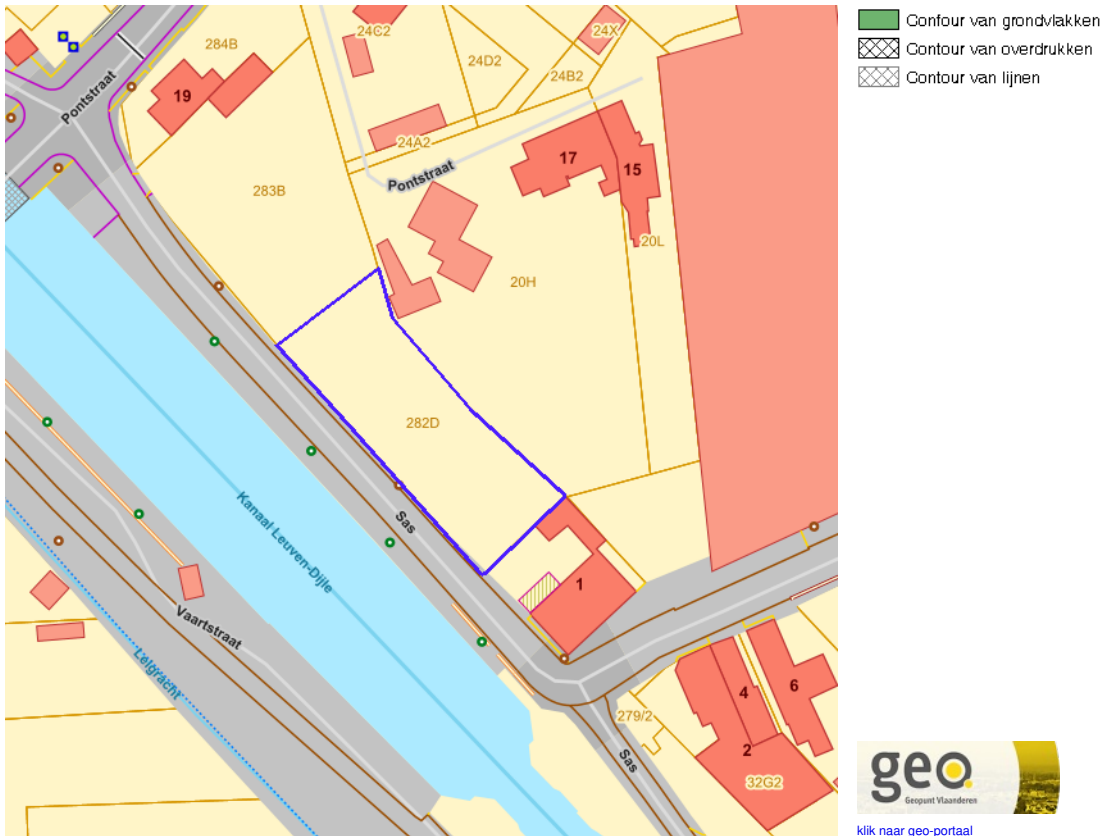 24C2
24X
Contour van grondvlakken
284B
24D2
Contour van overdrukken
24B2
Contour van lijnen
19
Pontstraat
24A2
17
15
Pontstraat
283B
20L
20H
282D
Sas
Kanaal Leuven-Dijle
1
Vaartstraat
Leigracht
4
6
279/2
2
Sas
32G2
geo
Geopunt Vlaanderen
klik naar geo-portaal